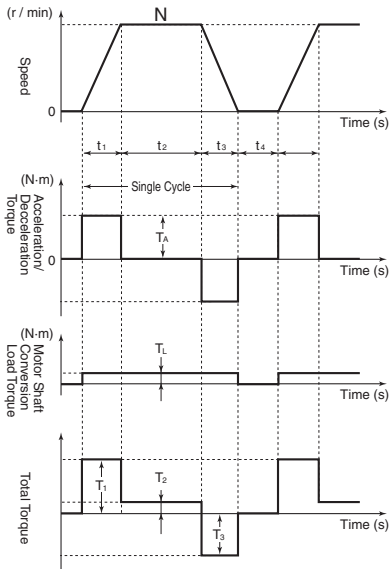 (r / min)
N
Speed
0
Time (s)
t1
t2
t3
t4
(N·m)
Single Cycle
Acceleration/
Decceleration
Torque
TA
0
Time (s)
(N·m)
Motor Shaft
Conversion
Load Torque
TL
Time (s)
Total Torque
T1
T2
T3
Time (s)